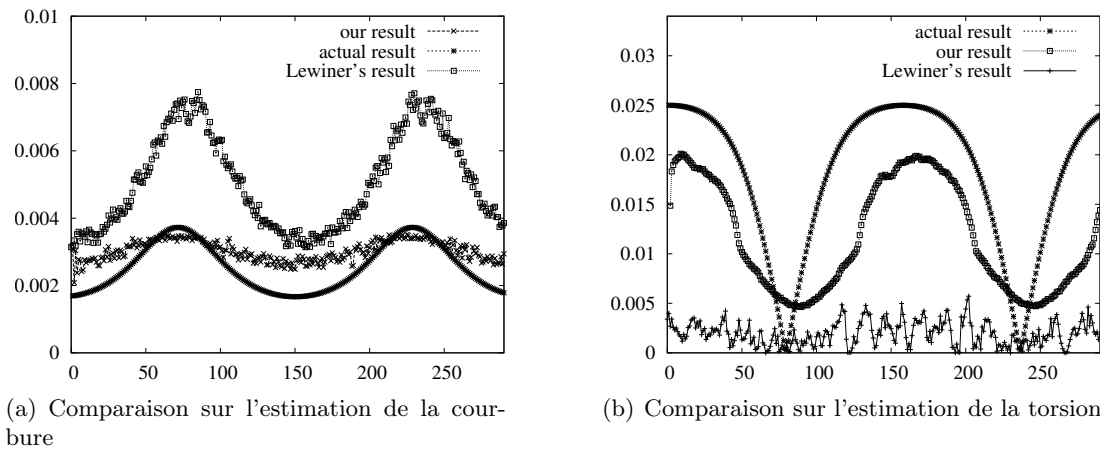 0.01
0.008
0.006
0.004
0.002
0
0 50 100 150 200 250
our result
actual result
Lewiner's result
(a) Comparaison sur l'estimation de la cour-
bure
0.03
0.025
0.02
0.015
0.01
0.005
0
0 50 100 150 200 250
actual result
our result
Lewiner's result
(b) Comparaison sur l'estimation de la torsion